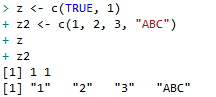 > z <- c(TRUE, 1)
+ z2 <- c(1, 2, 3, "ABC")
+ z
+ z2
[1] 1 1
[1] "1"   "2"   "3"   "ABC"